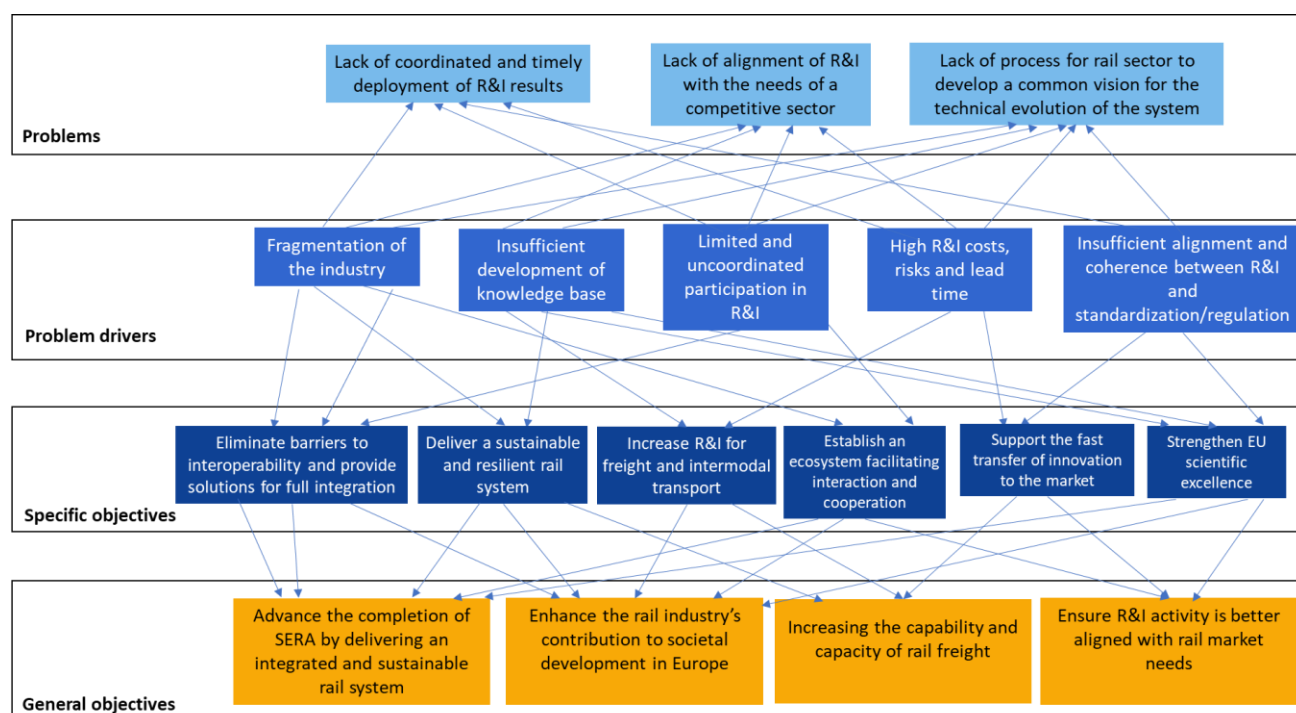 Lack of coordinated and timely
deployment of R&I results
Lack of alignment of R&I
with the needs of a
competitive sector
Lack of process for rail sector to
develop a common vision for the
technical evolution of the system
Problems
Fragmentation of
the industry
Insufficient
development of
knowledge base
Limited and
uncoordinated
participation in
R&I
High R&I costs,
risks and lead
time
Insufficient alignment and
coherence between R&I
and
standardization/regulation
Problem drivers
Eliminate barriers to
interoperability and provide
solutions for full integration
Deliver a sustainable
and resilient rail
system
Increase R&I for
freight and intermodal
transport
Establish an
ecosystem facilitating
interaction and
cooperation
Support the fast
transfer of innovation
to the market
Strengthen EU
scientific
excellence
Specific objectives
Advance the completion of
SERA by delivering an
integrated and sustainable
rail system
Enhance the rail industry's
contribution to societal
development in Europe
Increasing the capability and
capacity of rail freight
Ensure R&I activity is better
aligned with rail market
needs
General objectives